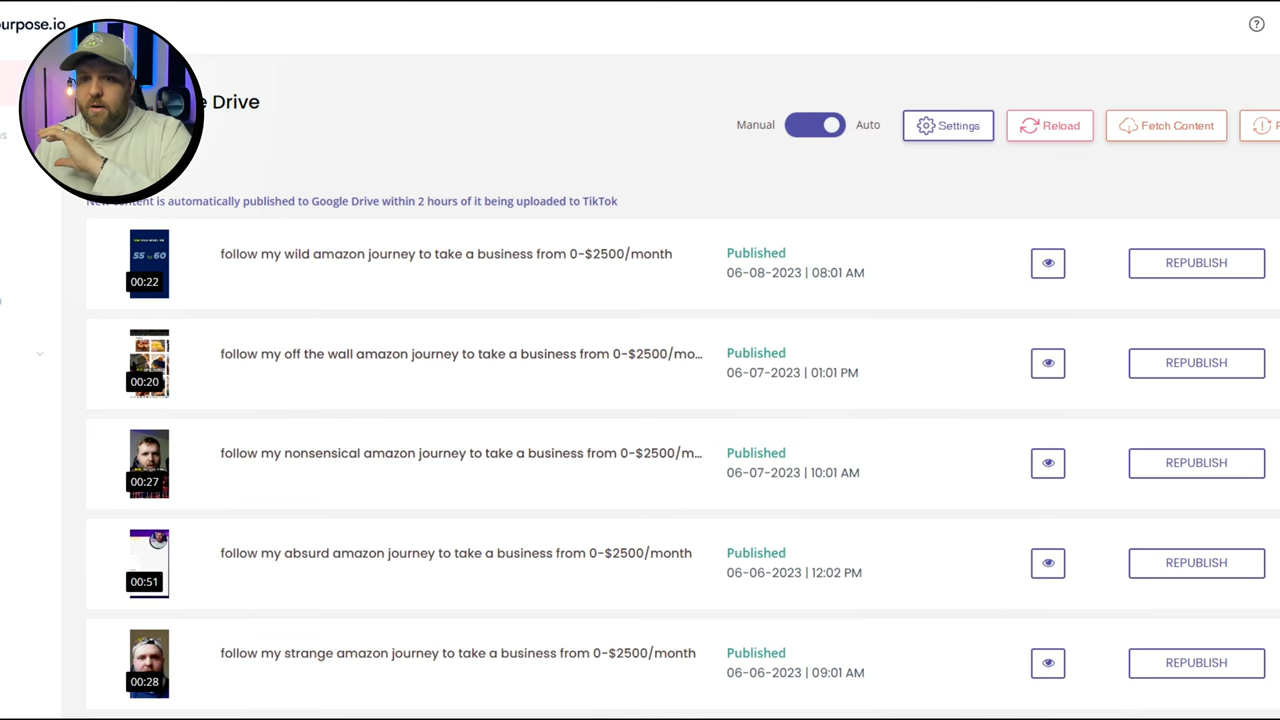 urpose.io
e Drive
Manual Auto Settings Reload Fetch Content
New content is automatically published to Google Drive within 2 hours of it being uploaded to TikTok
55 to 60
00:22
follow my wild amazon journey to take a business from 0-$2500/month
Published
06-08-2023 | 08:01 AM
REPUBLISH
00:20
follow my off the wall amazon journey to take a business from 0-$2500/mo...
Published
06-07-2023 | 01:01 PM
REPUBLISH
00:27
follow my nonsensical amazon journey to take a business from 0-$2500/m...
Published
06-07-2023 | 10:01 AM
REPUBLISH
00:51
follow my absurd amazon journey to take a business from 0-$2500/month
Published
06-06-2023 | 12:02 PM
REPUBLISH
00:28
follow my strange amazon journey to take a business from 0-$2500/month
Published
06-06-2023 | 09:01 AM
REPUBLISH